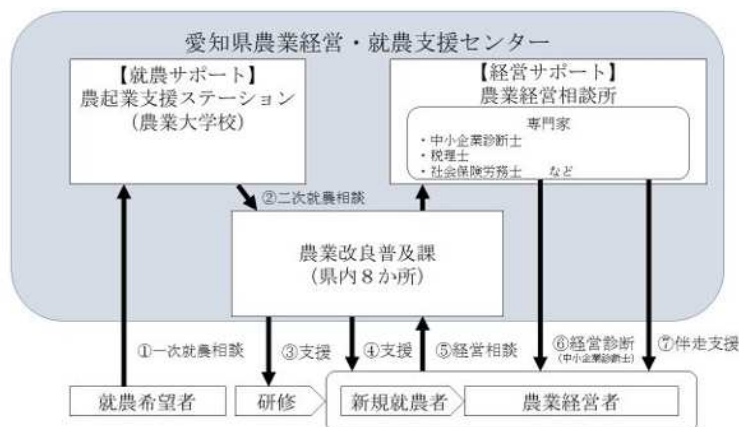 愛知県農業経営・就農支援センター
【就農サポート】
農起業支援ステーション
(農業大学校)
【経営サポート】
農業経営相談所
専門家
・中小企業診断士
・税理士
・社会保険労務士 など
②二次就農相談
農業改良普及課
(県内8か所)
①一次就農相談
③支援
④支援
⑤経営相談
⑥経営診断
(中小企業診断士)
⑦伴走支援
就農希望者
研修
新規就農者
農業経営者